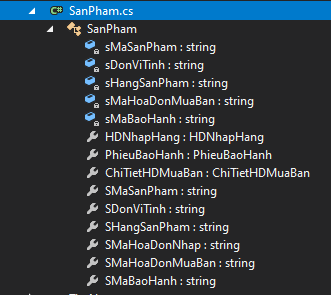 C# SanPham.cs
SanPham
sMaSanPham : string
sDonViTinh : string
sHangSanPham : string
sMaHoaDonMuaBan : string
sMaBaoHanh : string
HDNhapHang : HDNhapHang
PhieuBaoHanh : PhieuBaoHanh
ChiTietHDMuaBan : ChiTietHDMuaBan
SMaSanPham : string
SDonViTinh : string
SHangSanPham : string
SMaHoaDonNhap : string
SMaHoaDonMuaBan : string
SMaBaoHanh : string